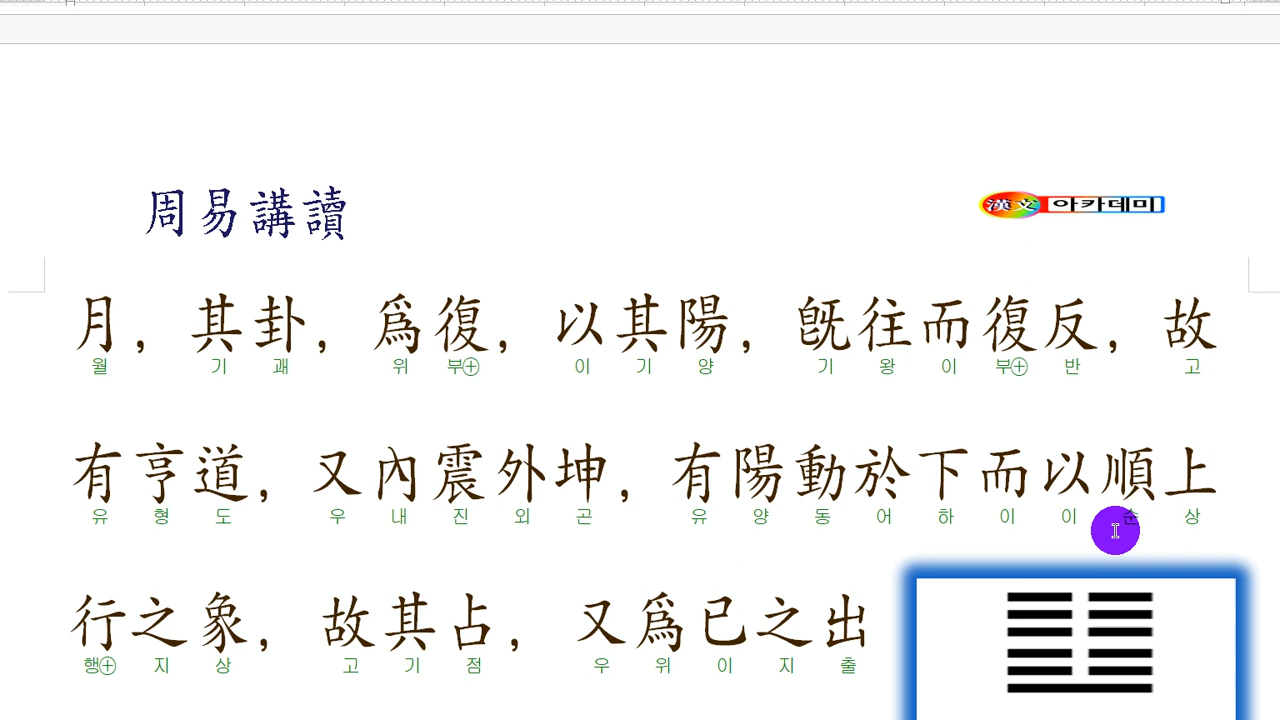 周易講讀
漢文 아카데미
月，其卦，爲復，以其陽，旣往而復反，故
월 기 괘 위 부⊕ 이 기 양 기 왕 이 부⊕ 반 고
有亨道，又內震外坤，有陽動於下而以順上
유 형 도 우 내 진 외 곤 유 양 동 어 하 이 이 순 상
行之象，故其占，又爲已之出
행⊕ 지 상 고 기 점 우 위 이 지 출